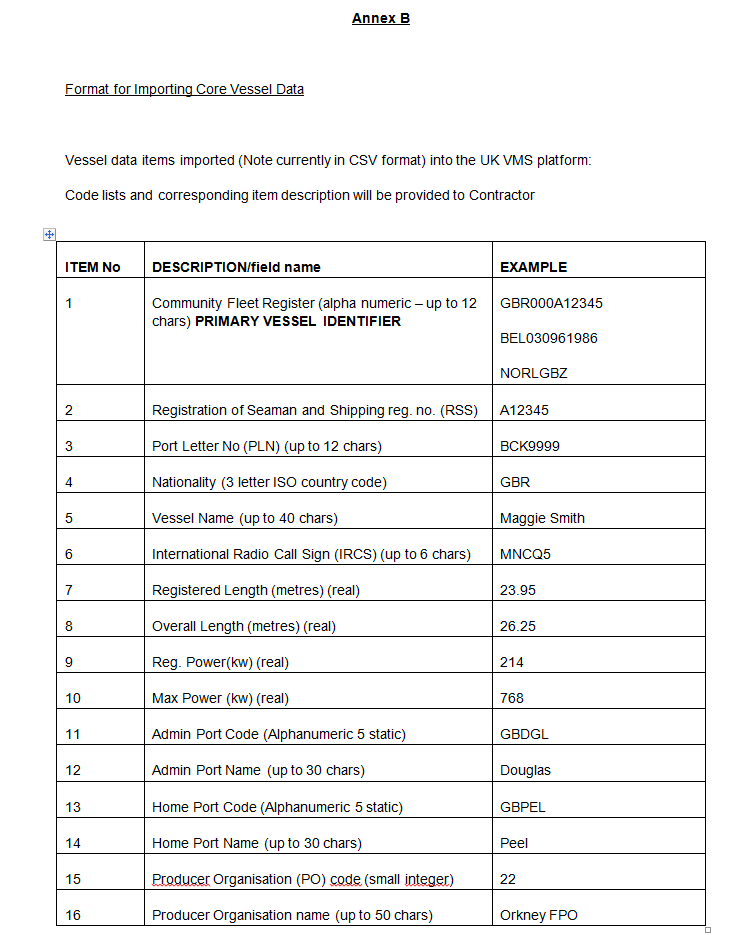 Annex B
Format for Importing Core Vessel Data
Vessel data items imported (Note currently in CSV format) into the UK VMS platform:
Code lists and corresponding item description will be provided to Contractor
ITEM No DESCRIPTION/field name EXAMPLE
1 Community Fleet Register (alpha numeric – up to 12 GBR000A12345
chars) PRIMARY VESSEL IDENTIFIER
BEL030961986
NORLGBZ
2 Registration of Seaman and Shipping reg. no. (RSS) A12345
3 Port Letter No (PLN) (up to 12 chars) BCK9999
4 Nationality (3 letter ISO country code) GBR
5 Vessel Name (up to 40 chars) Maggie Smith
6 International Radio Call Sign (IRCS) (up to 6 chars) MNCQ5
7 Registered Length (metres) (real) 23.95
8 Overall Length (metres) (real) 26.25
9 Reg. Power(kw) (real) 214
10 Max Power (kw) (real) 768
11 Admin Port Code (Alphanumeric 5 static) GBDGL
12 Admin Port Name (up to 30 chars) Douglas
13 Home Port Code (Alphanumeric 5 static) GBPEL
14 Home Port Name (up to 30 chars) Peel
15 Producer Organisation (PO) code (small integer) 22
16 Producer Organisation name (up to 50 chars) Orkney FPO